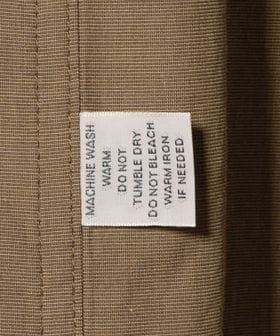 MACHINE WASH
WARM
DO NOT
TUMBLE DRY
DO NOT BLEACH
WARM IRON
IF NEEDED